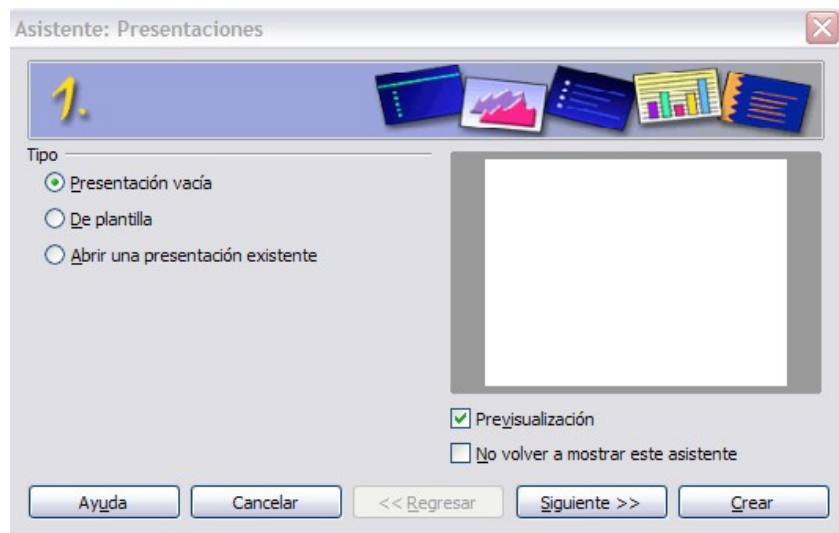 Asistente: Presentaciones
1.
Tipo
Presentación vacía
De plantilla
Abrir una presentación existente
Previsualización
No volver a mostrar este asistente
Ayuda Cancelar << Regresar Siguiente >> Crear